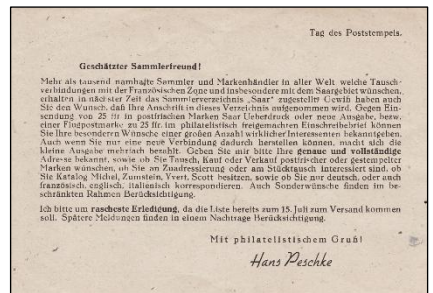 Tag des Poststempels.
Geschätzter Sammlerfreund!
Mehr als tausend namhafte Sammler und Markenhändler in aller Welt, welche Tausch-
verbindungen mit der Französischen Zone und insbesondere mit dem Saargebiet wünschen,
erhalten in nächster Zeit das Sammlerverzeichnis „Saar" zugestellt. Gewiß haben auch
Sie den Wunsch, daß Ihre Anschrift in dieses Verzeichnis aufgenommen wird. Gegen Ein-
sendung von 25 ffr in postfrischen Marken Saar Ueberdruck oder neue Ausgabe, bezw.
einer Flugpostmarke zu 25 ffr. im philatelistisch freigemachten Einschreibebrief können
Sie Ihre besonderen Wünsche einer großen Anzahl wirklicher Interessenten bekanntgeben.
Auch wenn Sie nur eine neue Verbindung dadurch herstellen können, macht sich die
kleine Ausgabe mehrfach bezahlt. Geben Sie mir bitte Ihre genaue und vollständige
Adresse bekannt, sowie ob Sie Tausch, Kauf oder Verkauf postfrischer oder gestempelter
Marken wünschen, ob Sie an Zuadressierung oder am Stücktausch interessiert sind, ob
Sie Katalog Michel, Zumstein, Yvert, Scott besitzen, sowie ob Sie nur deutsch oder auch
französisch, englisch, italienisch korrespondieren. Auch Sonderwünsche finden im be-
schränkten Rahmen Berücksichtigung.
Ich bitte um rascheste Erledigung, da die Liste bereits zum 15. Juli zum Versand kommen
soll. Spätere Meldungen finden in einem Nachtrage Berücksichtigung.
Mit philatelistischem Gruß!
Hans Peschke